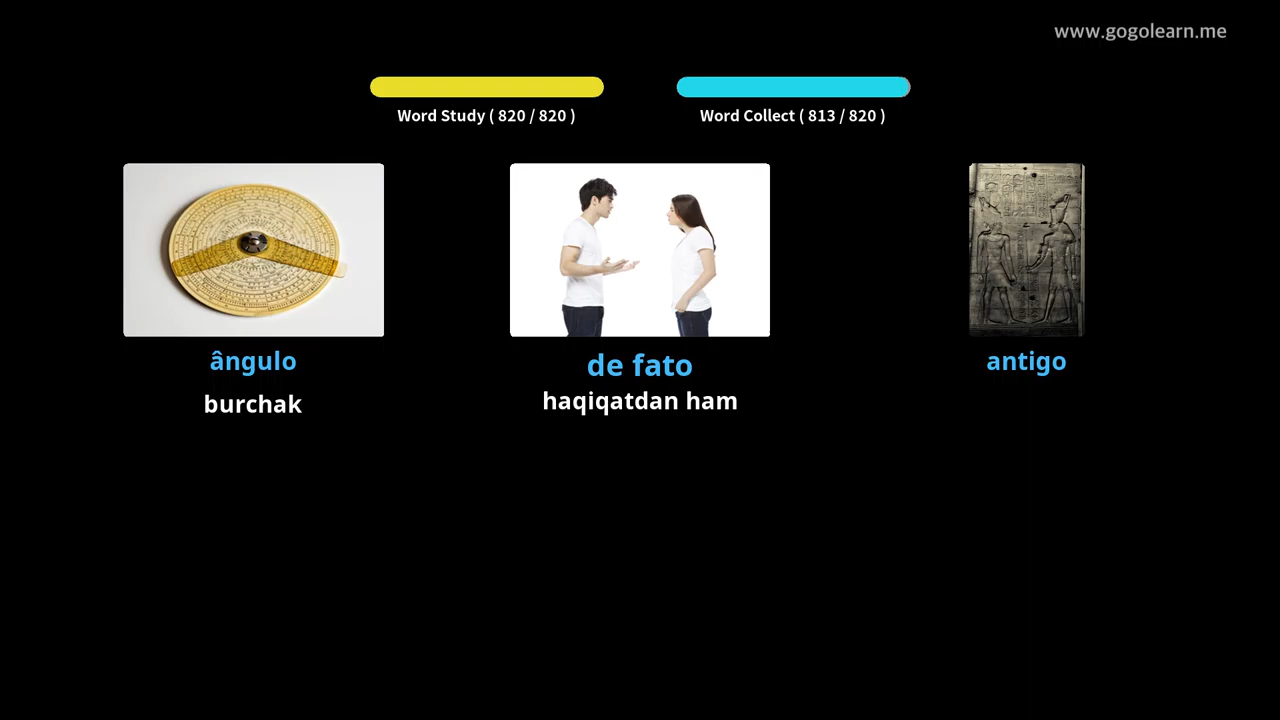 www.gogolearn.me
Word Study ( 820 / 820 )
Word Collect ( 813 / 820 )
ângulo
burchak
de fato
haqiqatdan ham
antigo